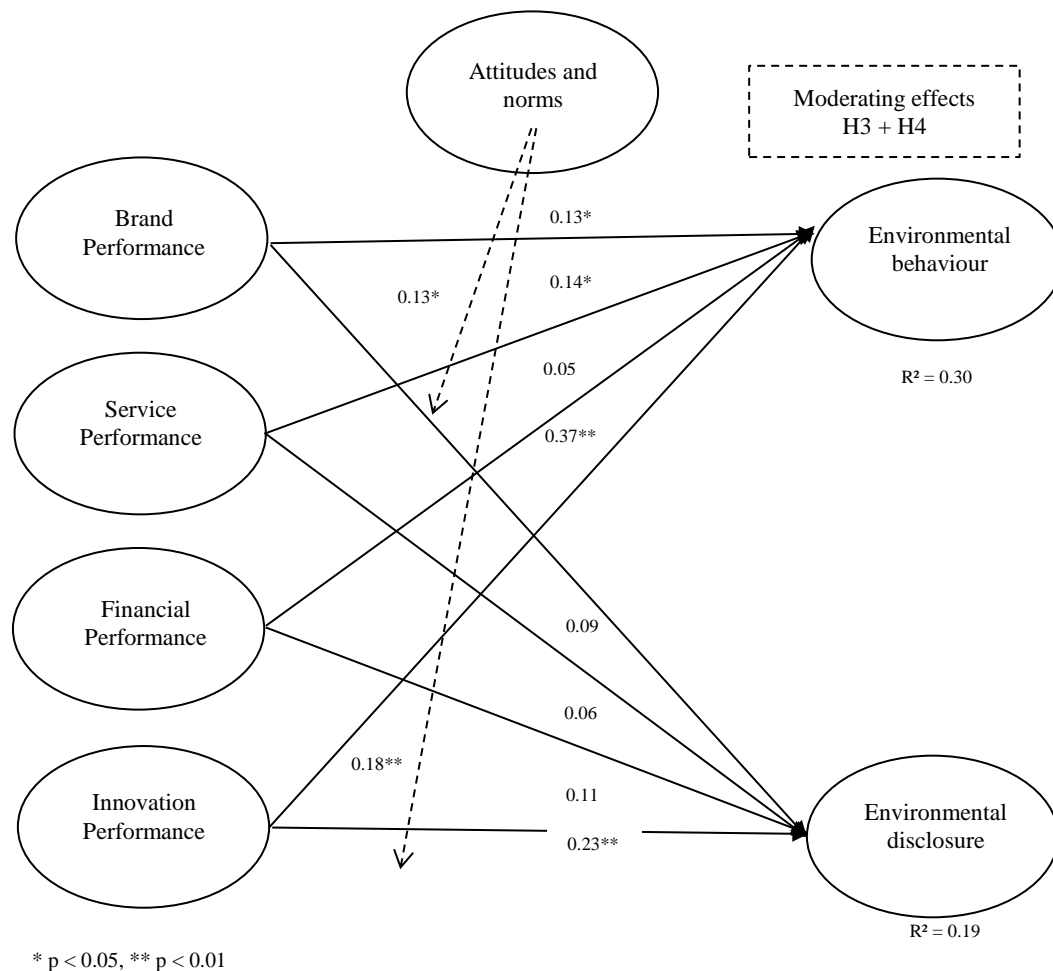 Attitudes and
norms
Moderating effects
H3 + H4
Brand
Performance
0.13*
Environmental
behaviour
0.13*
0.14*
0.05
R² = 0.30
Service
Performance
0.37**
Financial
Performance
0.09
0.06
0.18**
Innovation
Performance
0.11
0.23**
Environmental
disclosure
R² = 0.19
* p < 0.05, ** p < 0.01